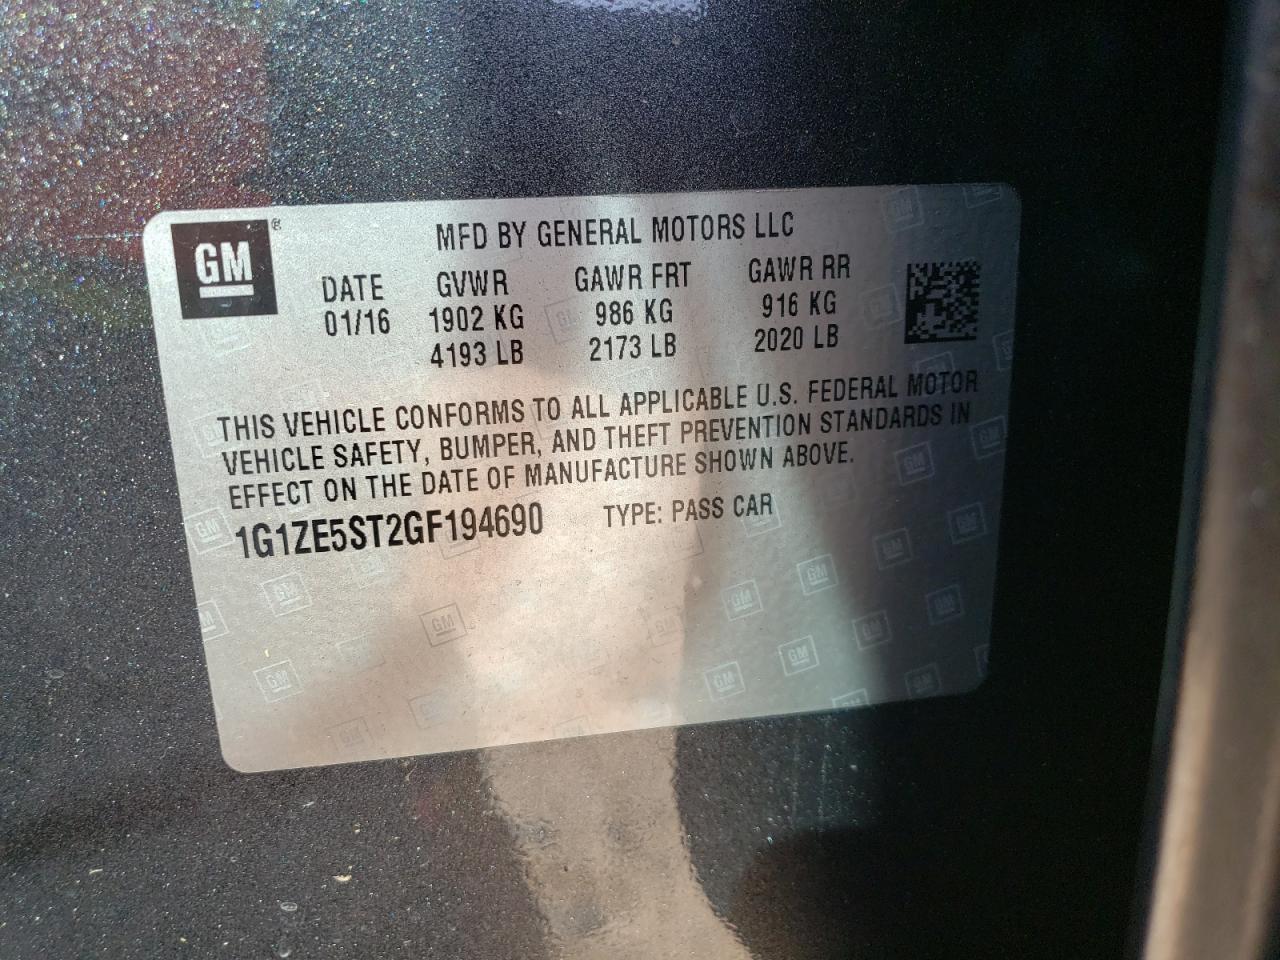 GM ®
MFD BY GENERAL MOTORS LLC
DATE GVWR GAWR FRT GAWR RR
01/16 1902 KG 986 KG 916 KG
4193 LB 2173 LB 2020 LB
THIS VEHICLE CONFORMS TO ALL APPLICABLE U.S. FEDERAL MOTOR
VEHICLE SAFETY, BUMPER, AND THEFT PREVENTION STANDARDS IN
EFFECT ON THE DATE OF MANUFACTURE SHOWN ABOVE.
1G1ZE5ST2GF194690 TYPE: PASS CAR